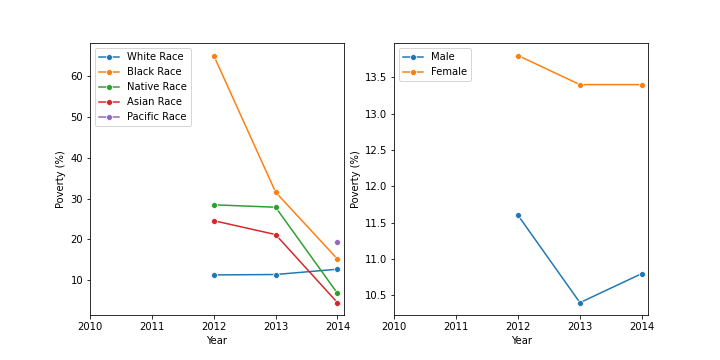 White Race
Black Race
Native Race
Asian Race
Pacific Race
60
50
40
30
20
10
Poverty (%)
2010 2011 2012 2013 2014
Year
Male
Female
13.5
13.0
12.5
12.0
11.5
11.0
10.5
Poverty (%)
2010 2011 2012 2013 2014
Year